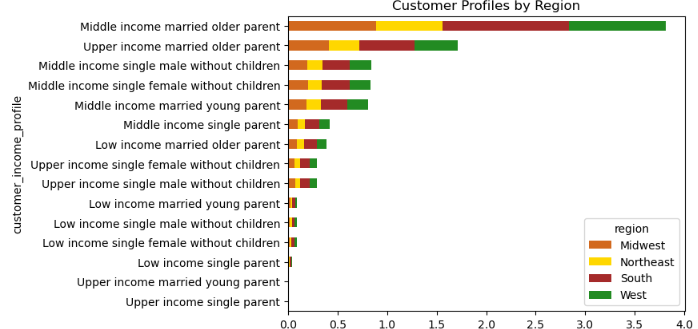 Customer Profiles by Region
customer_income_profile
Middle income married older parent
Upper income married older parent
Middle income single male without children
Middle income single female without children
Middle income married young parent
Middle income single parent
Low income married older parent
Upper income single female without children
Upper income single male without children
Low income married young parent
Low income single male without children
Low income single female without children
Low income single parent
Upper income married young parent
Upper income single parent
region
Midwest
Northeast
South
West
0.0 0.5 1.0 1.5 2.0 2.5 3.0 3.5 4.0